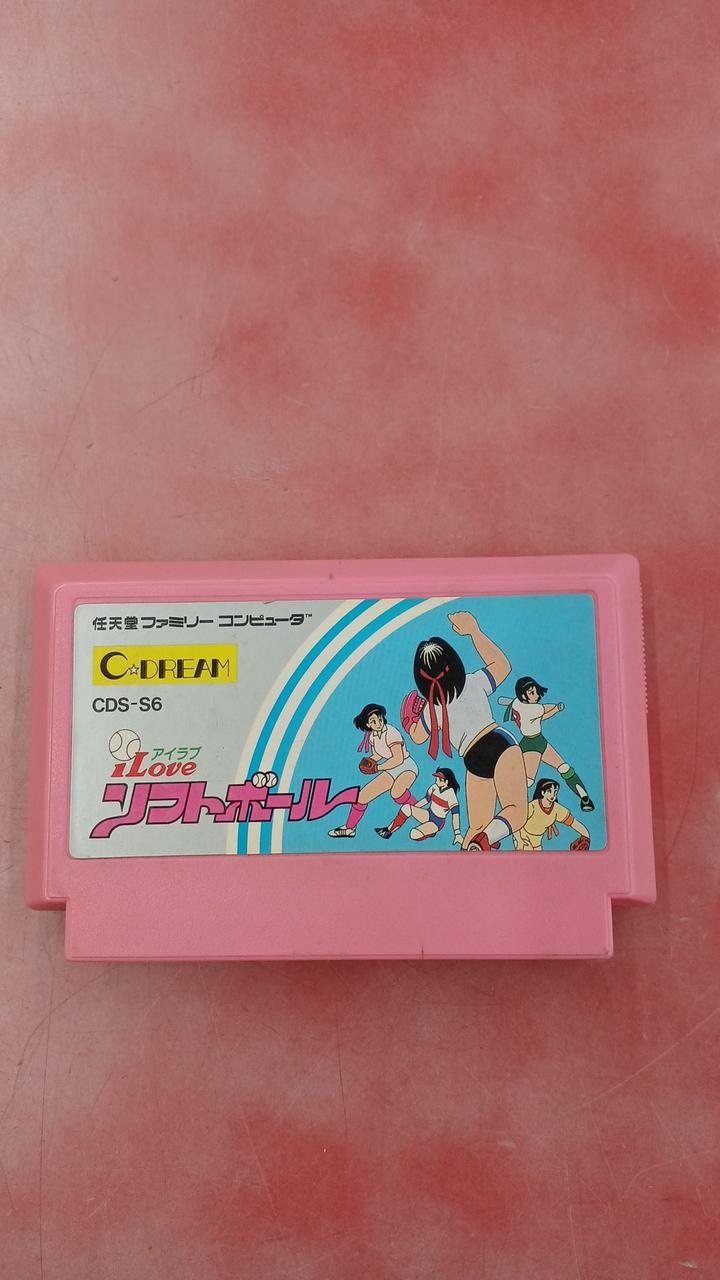 任天堂 ファミリー コンピュータ™
C☆DREAM
CDS-S6
アイラブ
iLove
ソフトボール